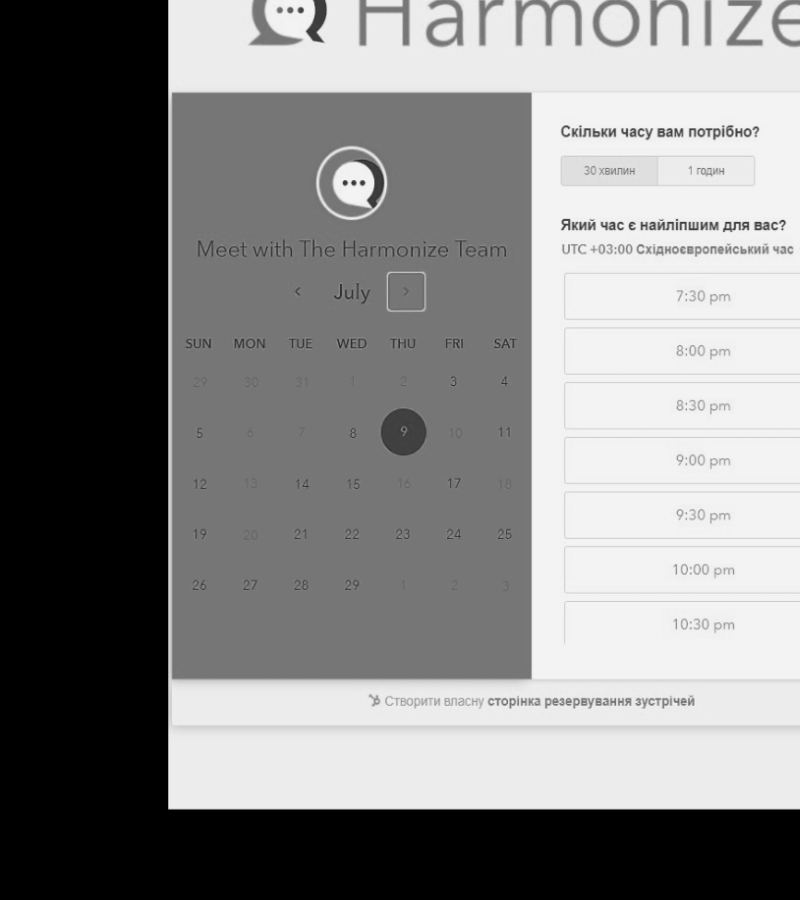 Harmonize
Meet with The Harmonize Team
July
SUN MON TUE WED THU FRI SAT
29 30 31 1 2 3 4
5 6 7 8 9 10 11
12 13 14 15 16 17 18
19 20 21 22 23 24 25
26 27 28 29 1 2 3
Скільки часу вам потрібно?
30 хвилин 1 годин
Який час є найліпшим для вас?
UTC +03:00 Східноєвропейський час
7:30 pm
8:00 pm
8:30 pm
9:00 pm
9:30 pm
10:00 pm
10:30 pm
Створити власну сторінка резервування зустрічей